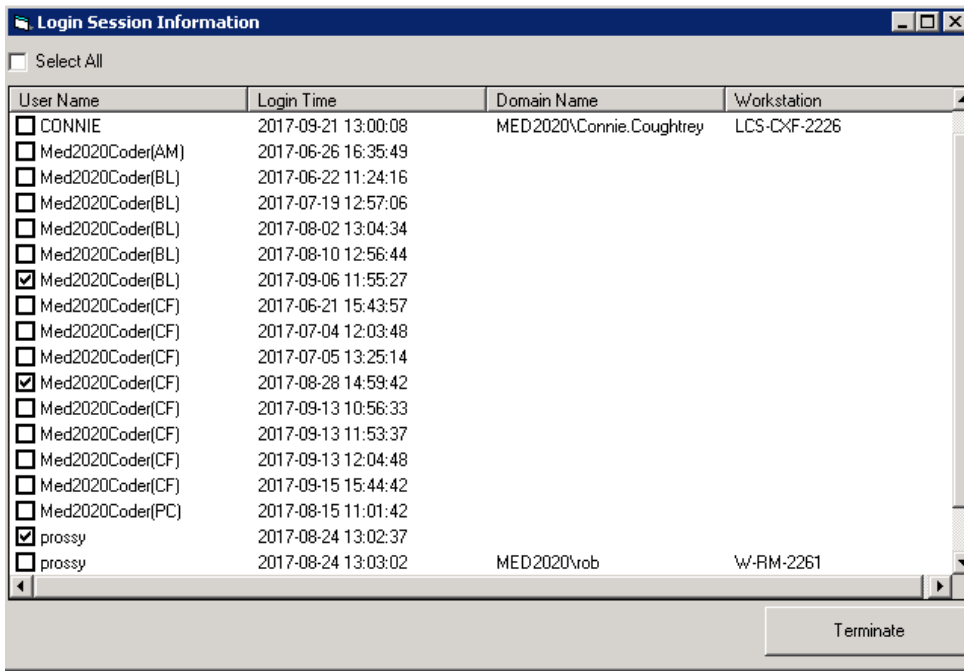 Login Session Information
Select All
User Name Login Time Domain Name Workstation
CONNIE 2017-09-21 13:00:08 MED2020\Connie.Coughtrey LCS-CXF-2226
Med2020Coder(AM) 2017-06-26 16:35:49
Med2020Coder(BL) 2017-06-22 11:24:16
Med2020Coder(BL) 2017-07-19 12:57:06
Med2020Coder(BL) 2017-08-02 13:04:34
Med2020Coder(BL) 2017-08-10 12:56:44
Med2020Coder(BL) 2017-09-06 11:55:27
Med2020Coder(CF) 2017-06-21 15:43:57
Med2020Coder(CF) 2017-07-04 12:03:48
Med2020Coder(CF) 2017-07-05 13:25:14
Med2020Coder(CF) 2017-08-28 14:59:42
Med2020Coder(CF) 2017-09-13 10:56:33
Med2020Coder(CF) 2017-09-13 11:53:37
Med2020Coder(CF) 2017-09-13 12:04:48
Med2020Coder(CF) 2017-09-15 15:44:42
Med2020Coder(PC) 2017-08-15 11:01:42
prossy 2017-08-24 13:02:37
prossy 2017-08-24 13:03:02 MED2020\rob W-RM-2261
Terminate